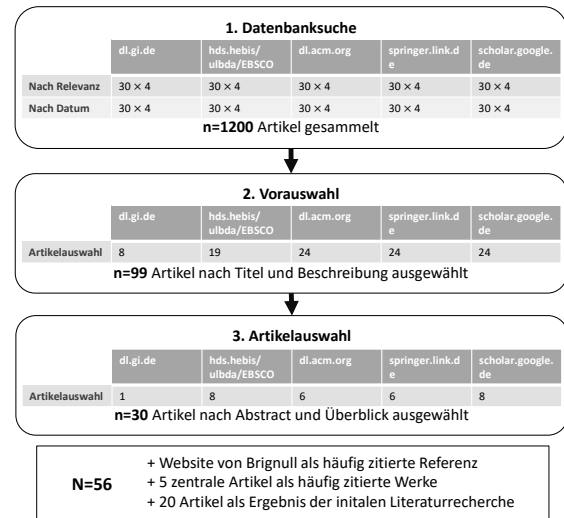 1. Datenbanksuche
dl.gi.de hds.hebis/ dl.acm.org springer.link.d scholar.google.
ulbda/EBSCO e de
Nach Relevanz 30 × 4 30 × 4 30 × 4 30 × 4 30 × 4
Nach Datum 30 × 4 30 × 4 30 × 4 30 × 4 30 × 4
n=1200 Artikel gesammelt
2. Vorauswahl
dl.gi.de hds.hebis/ dl.acm.org springer.link.d scholar.google.
ulbda/EBSCO e de
Artikelauswahl 8 19 24 24 24
n=99 Artikel nach Titel und Beschreibung ausgewählt
3. Artikelauswahl
dl.gi.de hds.hebis/ dl.acm.org springer.link.d scholar.google.
ulbda/EBSCO e de
Artikelauswahl 1 8 6 6 8
n=30 Artikel nach Abstract und Überblick ausgewählt
+ Website von Brignull als häufig zitierte Referenz
N=56 + 5 zentrale Artikel als häufig zitierte Werke
+ 20 Artikel als Ergebnis der initalen Literaturrecherche